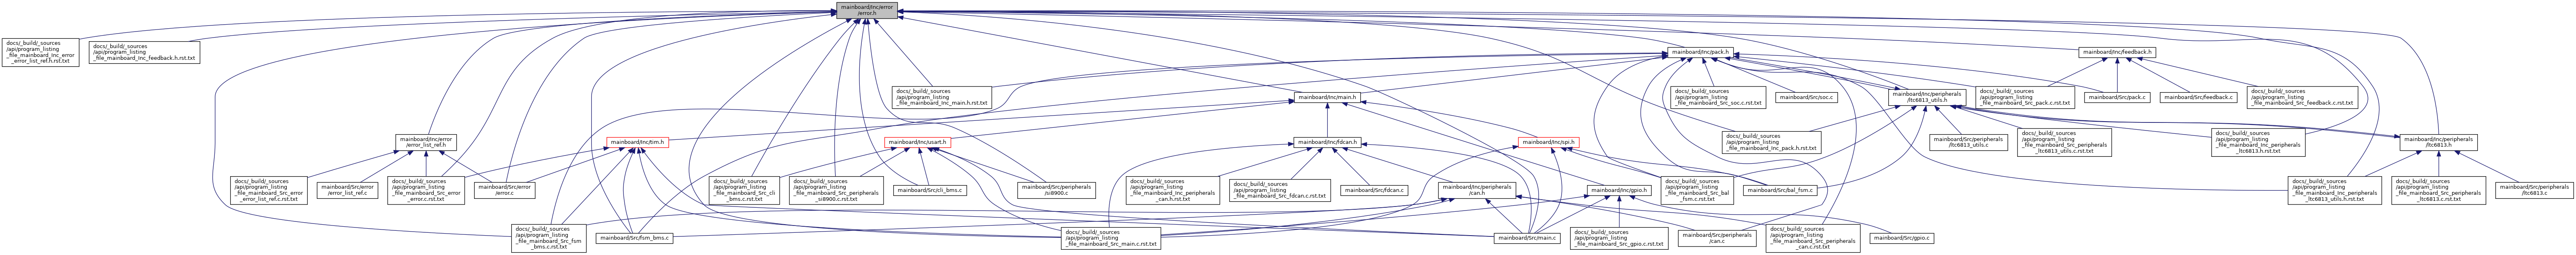 mainboard/Inc/error
/error.h
docs/_build/_sources
/api/program_listing
_file_mainboard_Inc_error
_error_list_ref.h.rst.txt
docs/_build/_sources
/api/program_listing
_file_mainboard_Inc_feedback.h.rst.txt
mainboard/Inc/pack.h
mainboard/Inc/feedback.h
docs/_build/_sources
/api/program_listing
_file_mainboard_Inc_main.h.rst.txt
mainboard/Inc/main.h
docs/_build/_sources
/api/program_listing
_file_mainboard_Src_soc.c.rst.txt
mainboard/Src/soc.c
mainboard/Inc/peripherals
/ltc6813_utils.h
docs/_build/_sources
/api/program_listing
_file_mainboard_Src_pack.c.rst.txt
mainboard/Src/pack.c
mainboard/Src/feedback.c
docs/_build/_sources
/api/program_listing
_file_mainboard_Src_feedback.c.rst.txt
mainboard/Inc/error
/error_list_ref.h
mainboard/Inc/tim.h
mainboard/Inc/usart.h
mainboard/Inc/fdcan.h
mainboard/Inc/spi.h
docs/_build/_sources
/api/program_listing
_file_mainboard_Inc_pack.h.rst.txt
mainboard/Src/peripherals
/ltc6813_utils.c
docs/_build/_sources
/api/program_listing
_file_mainboard_Src_peripherals
_ltc6813_utils.c.rst.txt
docs/_build/_sources
/api/program_listing
_file_mainboard_Inc_peripherals
_ltc6813.h.rst.txt
mainboard/Inc/peripherals
/ltc6813.h
docs/_build/_sources
/api/program_listing
_file_mainboard_Src_error
_error_list_ref.c.rst.txt
mainboard/Src/error
/error_list_ref.c
docs/_build/_sources
/api/program_listing
_file_mainboard_Src_error
_error.c.rst.txt
mainboard/Src/error
/error.c
docs/_build/_sources
/api/program_listing
_file_mainboard_Src_cli
_bms.c.rst.txt
docs/_build/_sources
/api/program_listing
_file_mainboard_Src_peripherals
_si8900.c.rst.txt
mainboard/Src/cli_bms.c
mainboard/Src/peripherals
/si8900.c
docs/_build/_sources
/api/program_listing
_file_mainboard_Inc_peripherals
_can.h.rst.txt
docs/_build/_sources
/api/program_listing
_file_mainboard_Src_fdcan.c.rst.txt
mainboard/Src/fdcan.c
mainboard/Inc/peripherals
/can.h
mainboard/Inc/gpio.h
docs/_build/_sources
/api/program_listing
_file_mainboard_Src_bal
_fsm.c.rst.txt
mainboard/Src/bal_fsm.c
docs/_build/_sources
/api/program_listing
_file_mainboard_Inc_peripherals
_ltc6813_utils.h.rst.txt
docs/_build/_sources
/api/program_listing
_file_mainboard_Src_peripherals
_ltc6813.c.rst.txt
mainboard/Src/peripherals
/ltc6813.c
docs/_build/_sources
/api/program_listing
_file_mainboard_Src_fsm
_bms.c.rst.txt
mainboard/Src/fsm_bms.c
docs/_build/_sources
/api/program_listing
_file_mainboard_Src_main.c.rst.txt
mainboard/Src/main.c
docs/_build/_sources
/api/program_listing
_file_mainboard_Src_gpio.c.rst.txt
mainboard/Src/peripherals
/can.c
docs/_build/_sources
/api/program_listing
_file_mainboard_Src_peripherals
_can.c.rst.txt
mainboard/Src/gpio.c